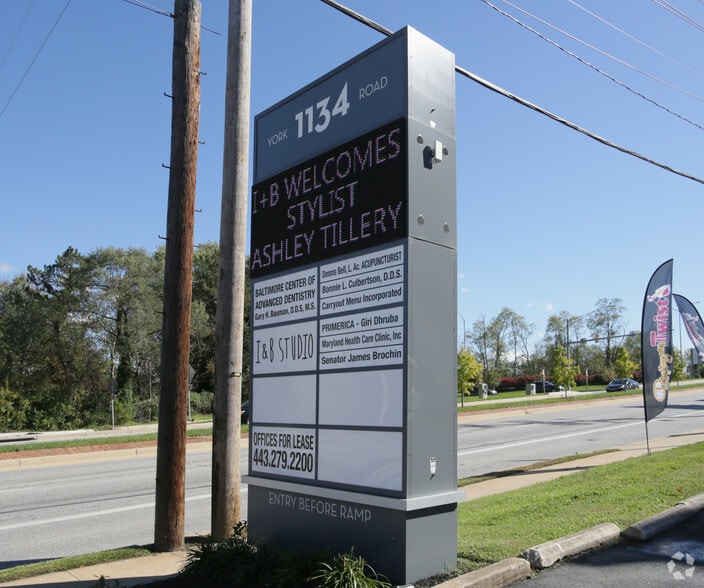 YORK 1134 ROAD
I+B WELCOMES
STYLIST
ASHLEY TILLERY
BALTIMORE CENTER OF
ADVANCED DENTISTRY
Gary H. Bauman, D.D.S, M.S.
Dennis Bell, L. Ac. ACUPUNCTURIST
Bonnie L. Culbertson, D.D.S.
Carryout Menu Incorporated
I&B STUDIO
PRIMERICA - Giri Dhruba
Maryland Health Care Clinic, Inc
Senator James Brochin
OFFICES FOR LEASE
443.279.2200
ENTRY BEFORE RAMP
Twist